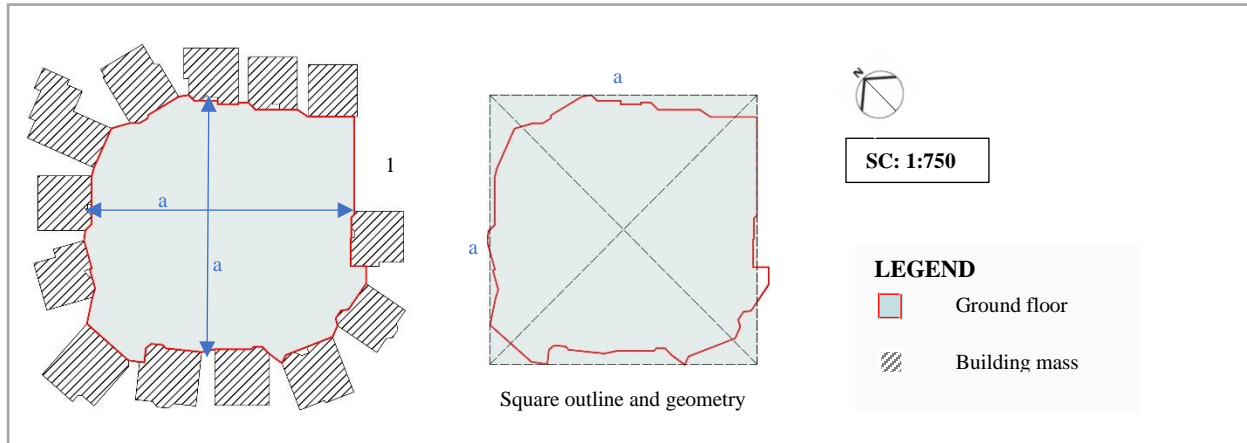 a
N
SC: 1:750
1
a
a
a
LEGEND
Ground floor
Building mass
Square outline and geometry